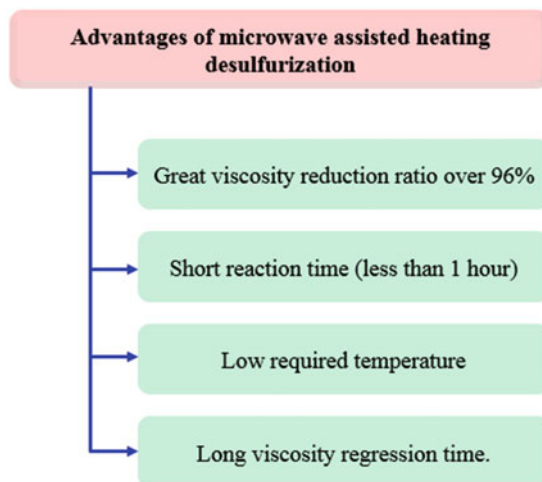 Advantages of microwave assisted heating
desulfurization
Great viscosity reduction ratio over 96%
Short reaction time (less than 1 hour)
Low required temperature
Long viscosity regression time.